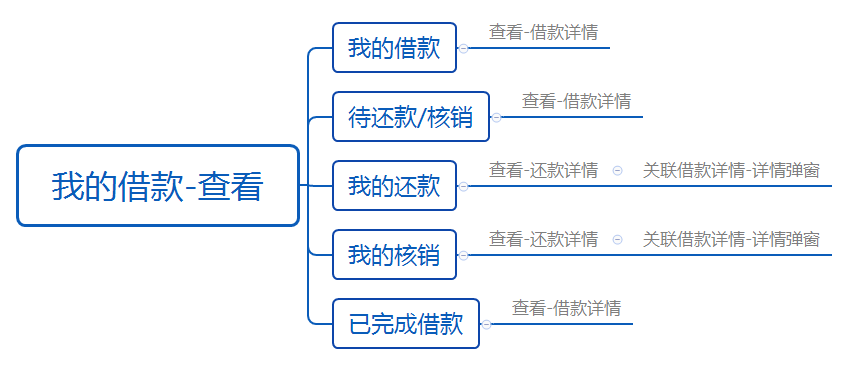 我的借款-查看
我的借款
查看-借款详情
待还款/核销
查看-借款详情
我的还款
查看-还款详情
关联借款详情-详情弹窗
我的核销
查看-还款详情
关联借款详情-详情弹窗
已完成借款
查看-借款详情